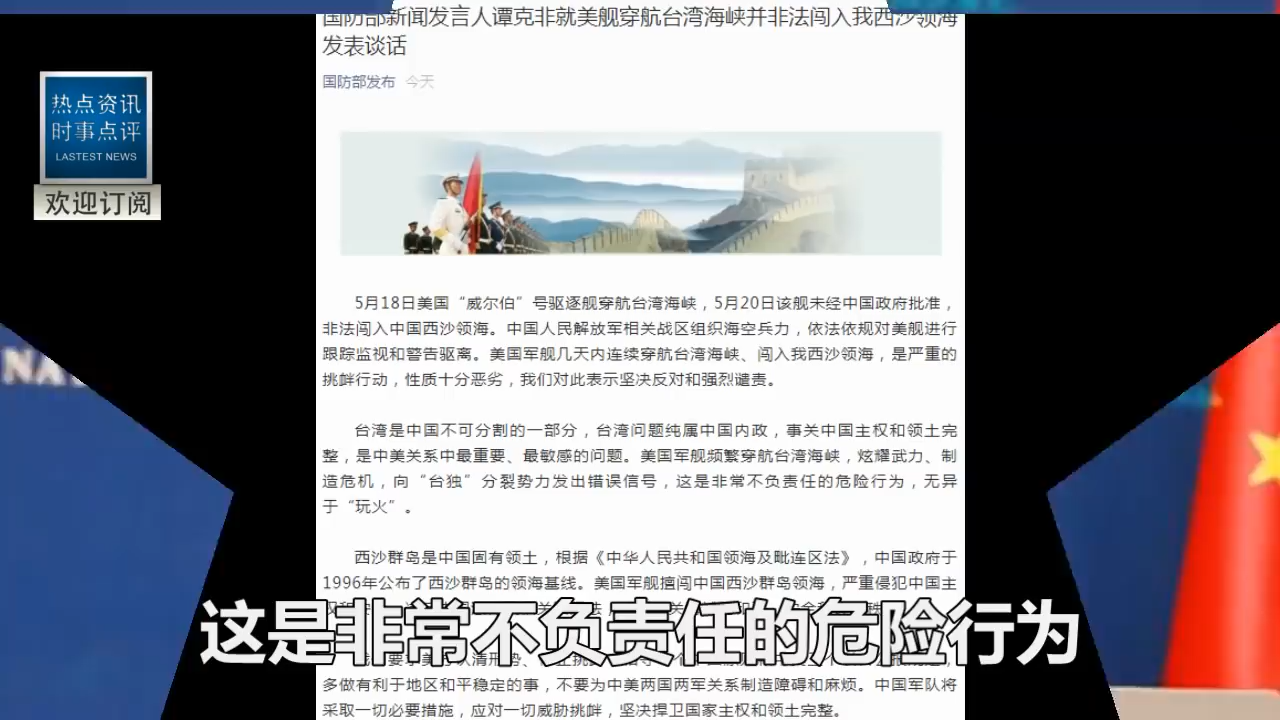 国防部新闻发言人谭克非就美舰穿航台湾海峡并非法闯入我西沙领海
发表谈话
国防部发布 今天
热点资讯
时事点评
LASTEST NEWS
欢迎订阅
5月18日美国“威尔伯”号驱逐舰穿航台湾海峡，5月20日该舰未经中国政府批准，
非法闯入中国西沙领海。中国人民解放军相关战区组织海空兵力，依法依规对美舰进行
跟踪监视和警告驱离。美国军舰几天内连续穿航台湾海峡、闯入我西沙领海，是严重的
挑衅行动，性质十分恶劣，我们对此表示坚决反对和强烈谴责。
台湾是中国不可分割的一部分，台湾问题纯属中国内政，事关中国主权和领土完
整，是中美关系中最重要、最敏感的问题。美国军舰频繁穿航台湾海峡，炫耀武力、制
造危机，向“台独”分裂势力发出错误信号，这是非常不负责任的危险行为，无异
于“玩火”。
西沙群岛是中国固有领土，根据《中华人民共和国领海及毗连区法》，中国政府于
1996年公布了西沙群岛的领海基线。美国军舰擅闯中国西沙群岛领海，严重侵犯中国主
这是非常不负责任的危险行为
多做有利于地区和平稳定的事，不要为中美两国两军关系制造障碍和麻烦。中国军队将
采取一切必要措施，应对一切威胁挑衅，坚决捍卫国家主权和领土完整。